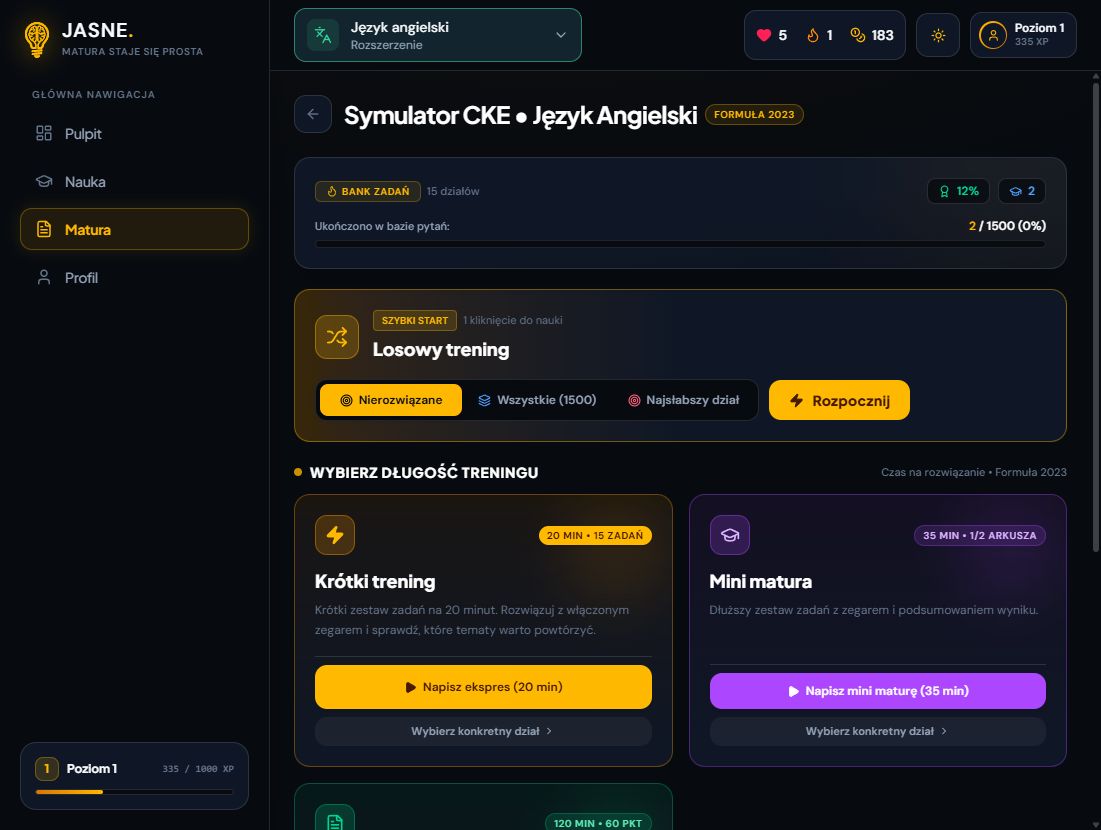 JASNE.
MATURA STAJE SIĘ PROSTA
GŁÓWNA NAWIGACJA
Pulpit
Nauka
Matura
Profil
1
Poziom 1
335 / 1000 XP
Język angielski
Rozszerzenie
5
1
183
Poziom 1
335 XP
Symulator CKE • Język Angielski
FORMUŁA 2023
BANK ZADAŃ
15 działów
12%
2
Ukończono w bazie pytań:
2 / 1500 (0%)
SZYBKI START
1 kliknięcie do nauki
Losowy trening
Nierozwiązane
Wszystkie (1500)
Najsłabszy dział
Rozpocznij
WYBIERZ DŁUGOŚĆ TRENINGU
Czas na rozwiązanie • Formuła 2023
20 MIN • 15 ZADAŃ
Krótki trening
Krótki zestaw zadań na 20 minut. Rozwiązuj z włączonym
zegarem i sprawdź, które tematy warto powtórzyć.
Napisz ekspres (20 min)
Wybierz konkretny dział
35 MIN • 1/2 ARKUSZA
Mini matura
Dłuższy zestaw zadań z zegarem i podsumowaniem wyniku.
Napisz mini maturę (35 min)
Wybierz konkretny dział
120 MIN • 60 PKT